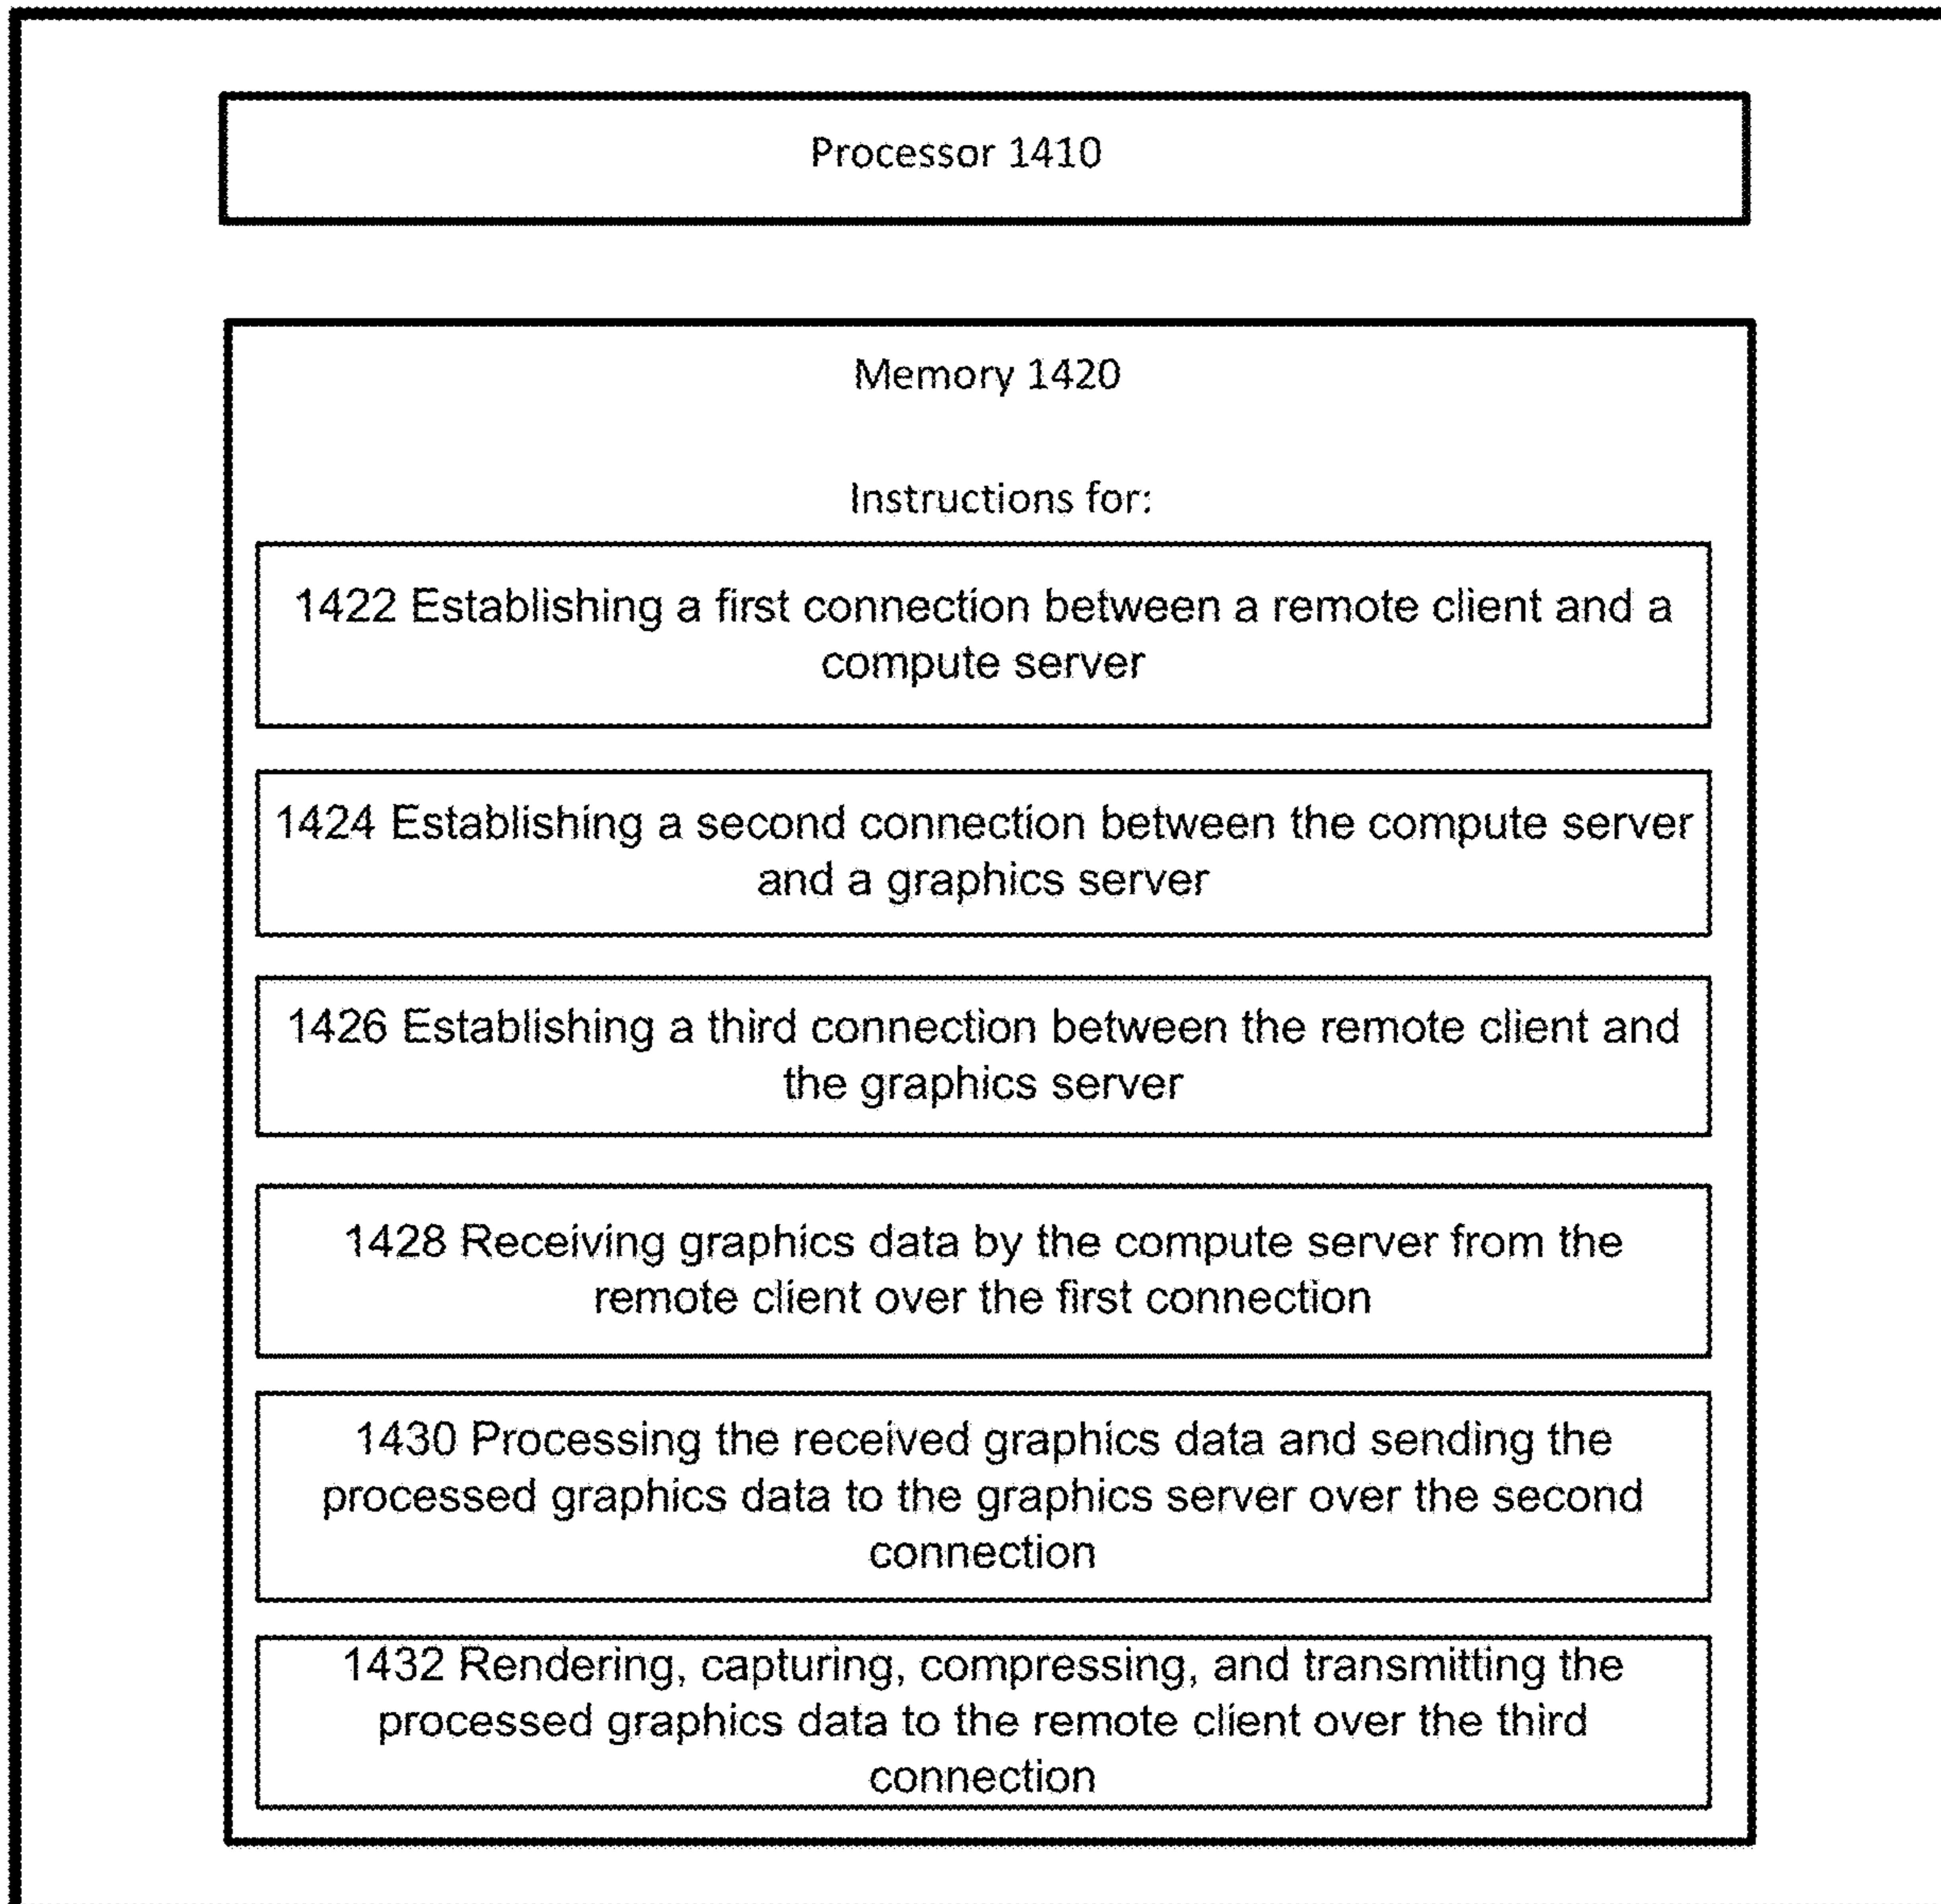 Processor 1410
Memory 1420
Instructions for:
1422 Establishing a first connection between a remote client and a
compute server
1424 Establishing a second connection between the compute server
and a graphics server
1426 Establishing a third connection between the remote client and
the graphics server
1428 Receiving graphics data by the compute server from the
remote client over the first connection
1430 Processing the received graphics data and sending the
processed graphics data to the graphics server over the second
connection
1432 Rendering, capturing, compressing, and transmitting the
processed graphics data to the remote client over the third
connection